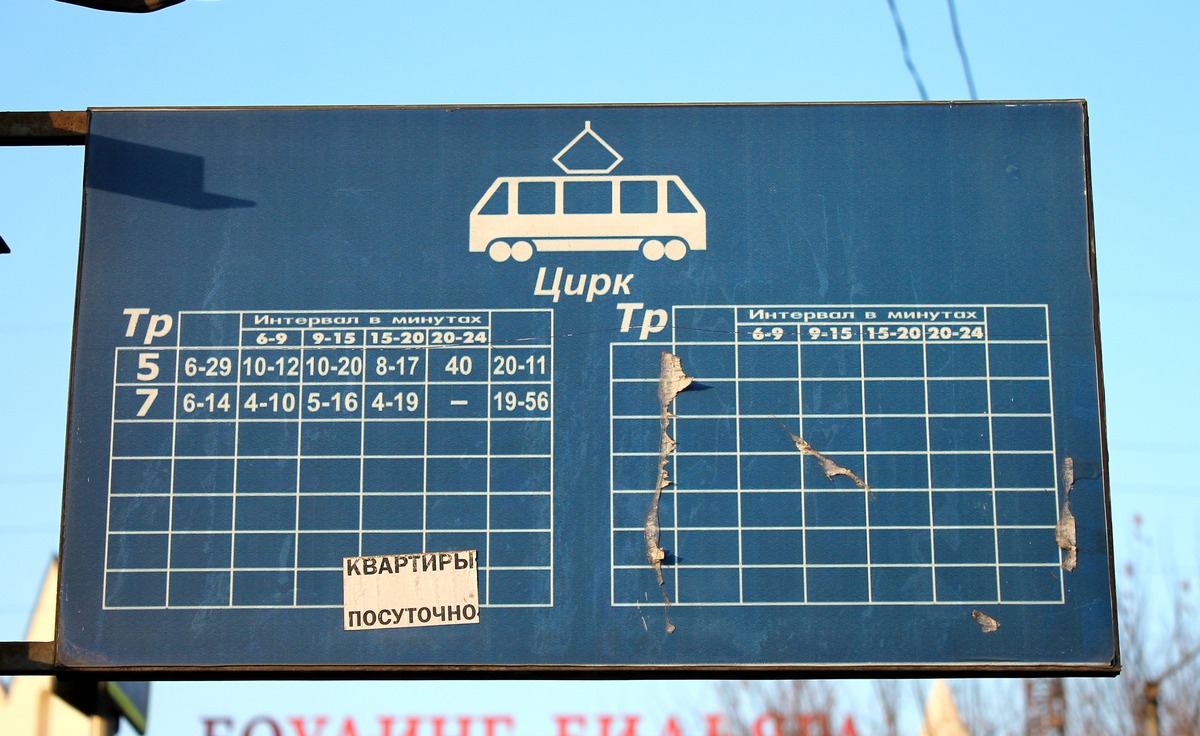 Цирк
Тр Интервал в минутах
6-9 9-15 15-20 20-24
5 6-29 10-12 10-20 8-17 40 20-11
7 6-14 4-10 5-16 4-19 – 19-56
Тр Интервал в минутах
6-9 9-15 15-20 20-24
КВАРТИРЫ
ПОСУТОЧНО